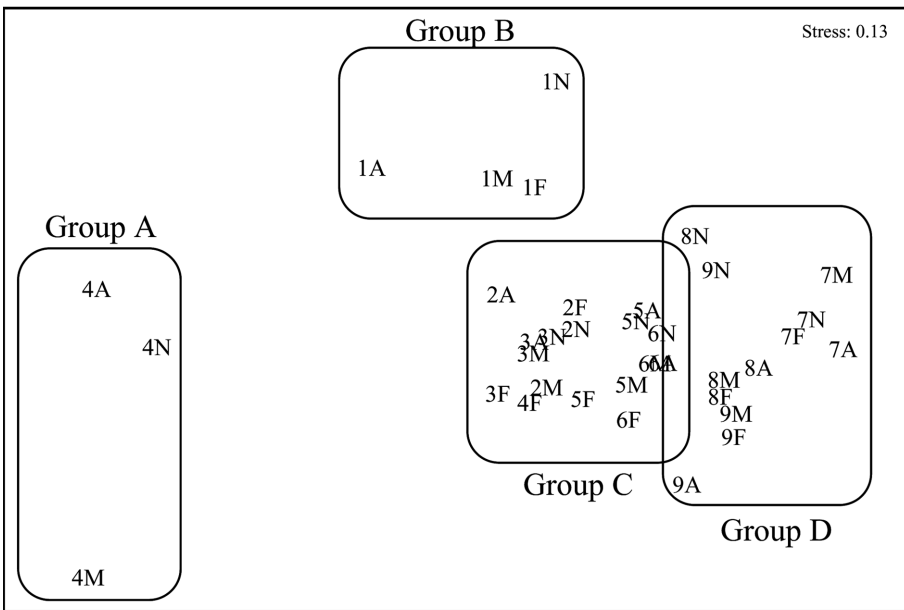 Group B
Stress: 0.13
1N
1A
1M
1F
Group A
4A
4N
4M
2A
2F
2N
3N
3A
3M
3F
2M
4F
5F
5A
5N
6N
6M
6A
5M
6F
Group C
8N
9N
7M
7N
7F
7A
8A
8M
8F
9M
9F
9A
Group D